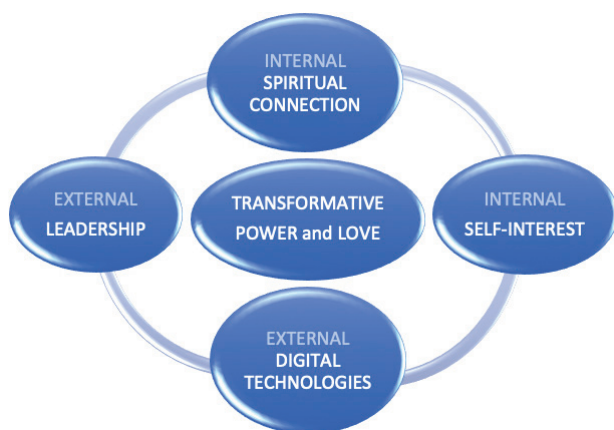 INTERNAL
SPIRITUAL
CONNECTION
EXTERNAL
LEADERSHIP
TRANSFORMATIVE
POWER and LOVE
INTERNAL
SELF-INTEREST
EXTERNAL
DIGITAL
TECHNOLOGIES